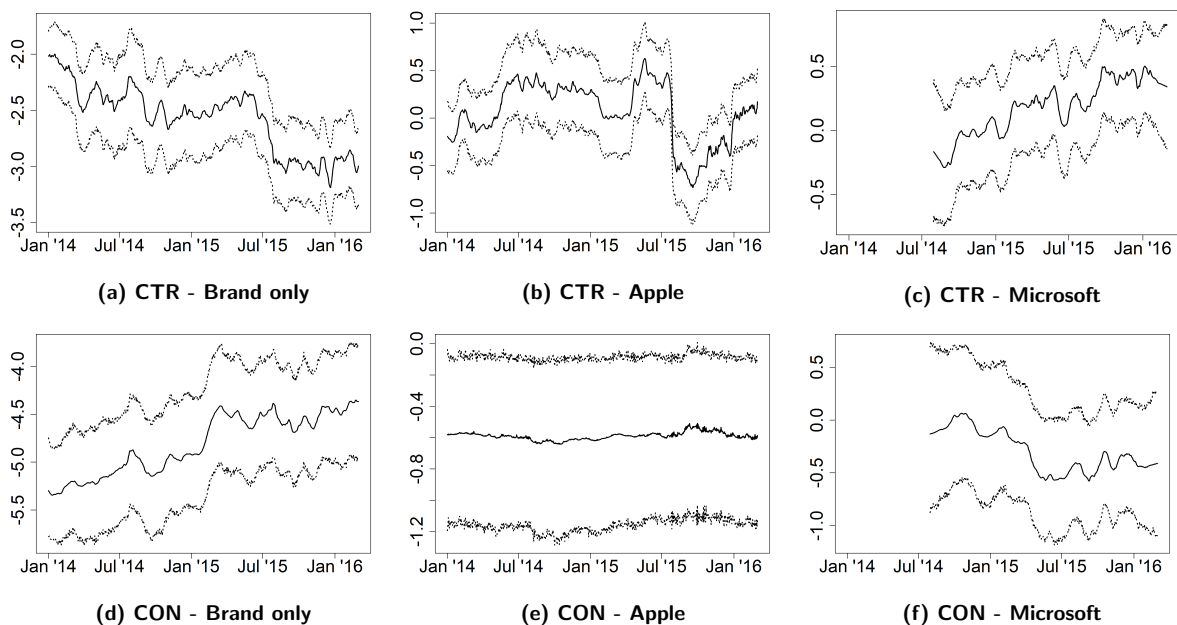 -2.0
-2.5
-3.0
-3.5
Jan '14 Jul '14 Jan '15 Jul '15 Jan '16
(a) CTR - Brand only
1.0
0.5
0.0
-0.5
-1.0
Jan '14 Jul '14 Jan '15 Jul '15 Jan '16
(b) CTR - Apple
0.5
0.0
-0.5
Jan '14 Jul '14 Jan '15 Jul '15 Jan '16
(c) CTR - Microsoft
-4.0
-4.5
-5.0
-5.5
Jan '14 Jul '14 Jan '15 Jul '15 Jan '16
(d) CON - Brand only
0.0
-0.4
-0.8
-1.2
Jan '14 Jul '14 Jan '15 Jul '15 Jan '16
(e) CON - Apple
0.5
0.0
-0.5
-1.0
Jan '14 Jul '14 Jan '15 Jul '15 Jan '16
(f) CON - Microsoft